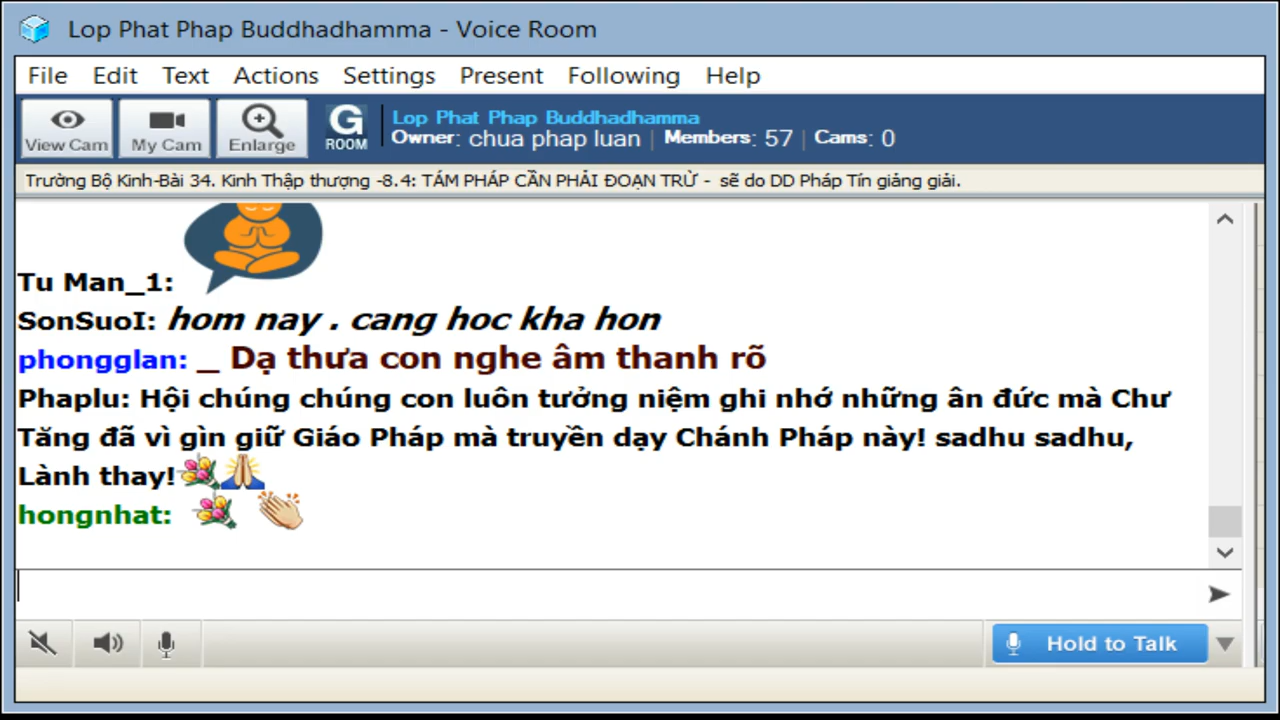 Lop Phat Phap Buddhadhamma - Voice Room
File Edit Text Actions Settings Present Following Help
View Cam My Cam Enlarge G ROOM Lop Phat Phap Buddhadhamma
Owner: chua phap luan | Members: 57 | Cams: 0
Trường Bộ Kinh-Bài 34. Kinh Thập thượng -8.4: TÁM PHÁP CẦN PHẢI ĐOẠN TRỪ - sẽ do DD Pháp Tín giảng giải.
Tu Man_1:
SonSuoI: hom nay . cang hoc kha hon
phongglan: _ Dạ thưa con nghe âm thanh rõ
Phaplu: Hội chúng chúng con luôn tưởng niệm ghi nhớ những ân đức mà Chư
Tăng đã vì gìn giữ Giáo Pháp mà truyền dạy Chánh Pháp này! sadhu sadhu,
Lành thay!
hongnhat:
Hold to Talk